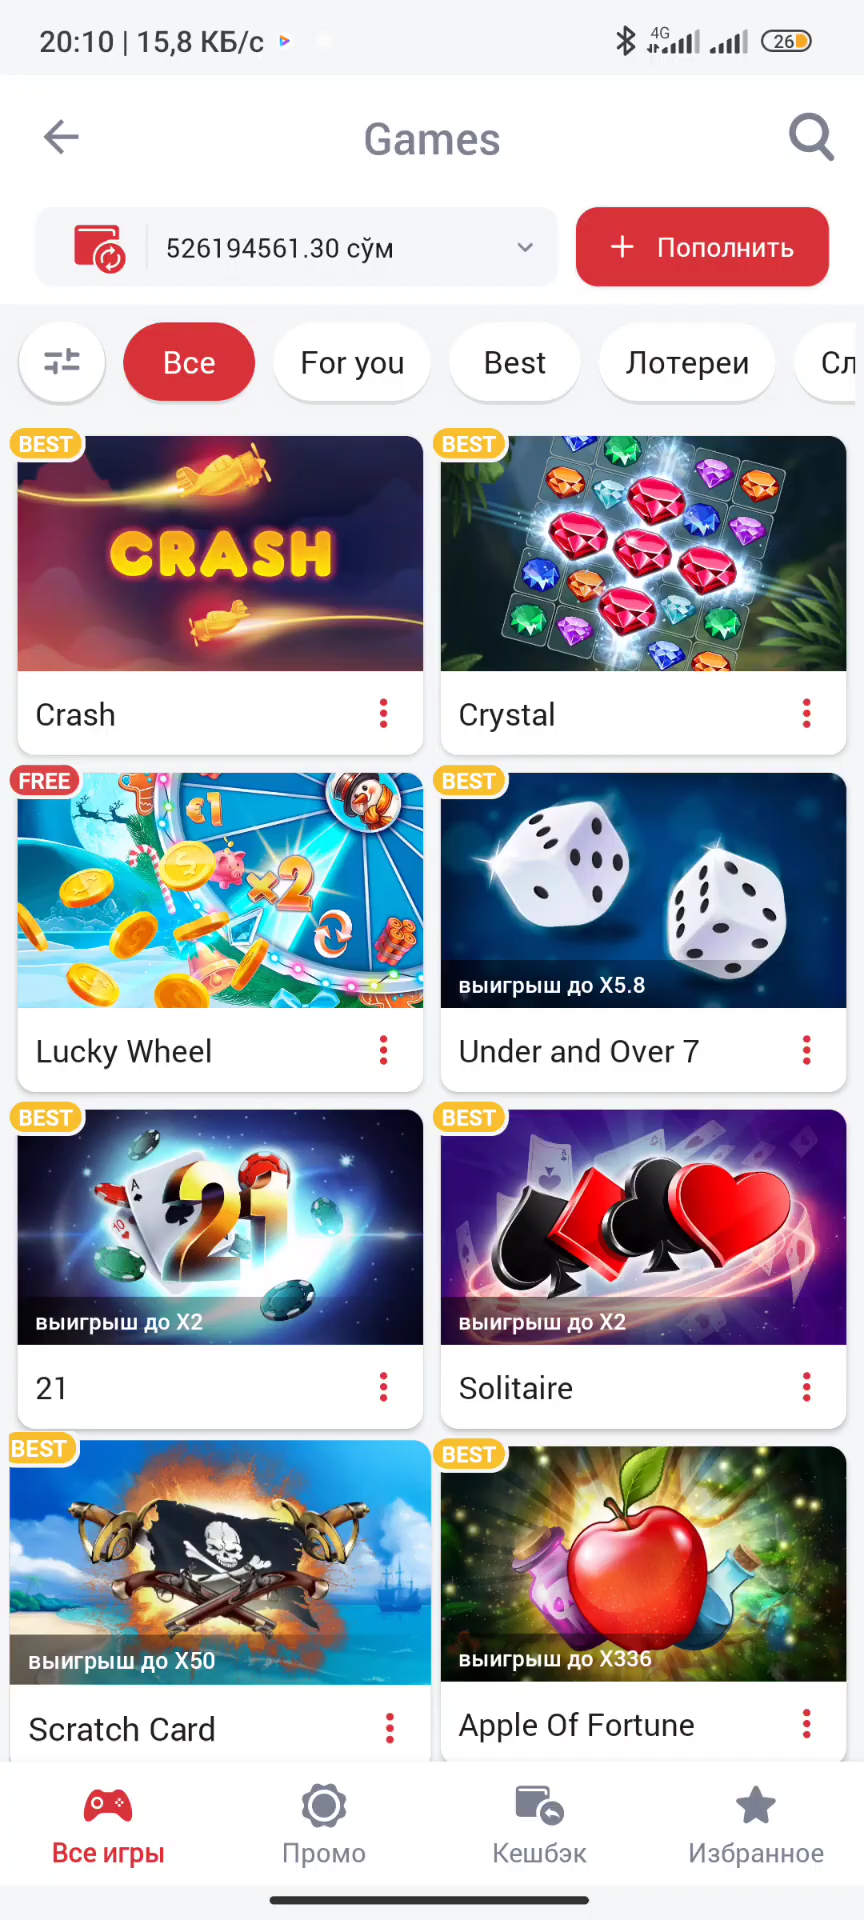 20:10 | 15,8 КБ/с
4G
26
Games
526194561.30 сўм
+ Пополнить
Все
For you
Best
Лотереи
Сл
BEST
BEST
CRASH
Crash
Crystal
FREE
BEST
€1
x2
выигрыш до X5.8
Lucky Wheel
Under and Over 7
BEST
BEST
A
10
21
выигрыш до X2
выигрыш до X2
21
Solitaire
BEST
BEST
выигрыш до X50
выигрыш до X336
Scratch Card
Apple Of Fortune
Все игры
Промо
Кешбэк
Избранное